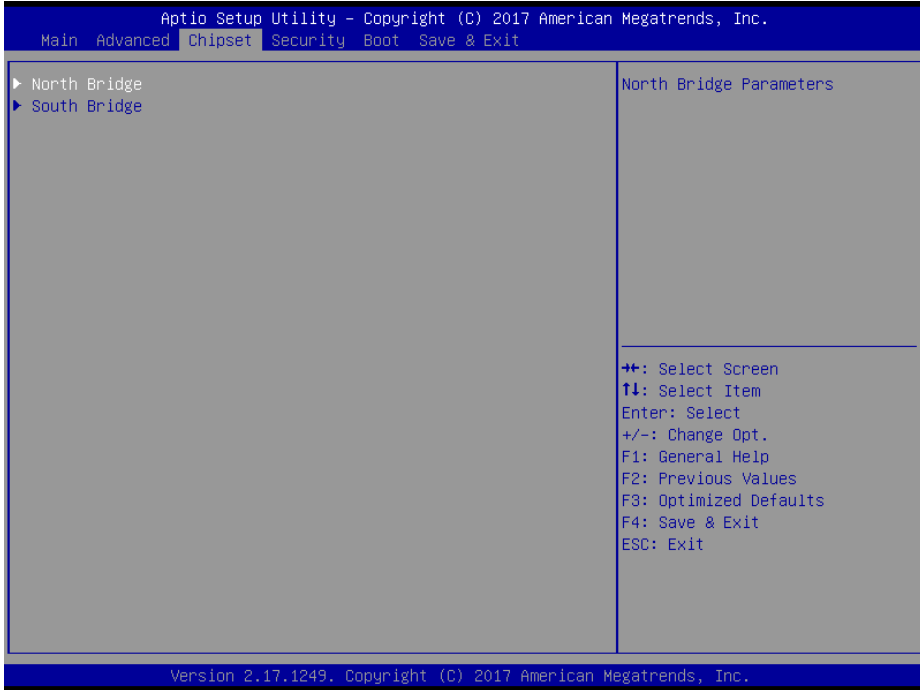 Aptio Setup Utility – Copyright (C) 2017 American Megatrends, Inc.
Main Advanced Chipset Security Boot Save & Exit
▶ North Bridge
▶ South Bridge
North Bridge Parameters
→←: Select Screen
↑↓: Select Item
Enter: Select
+/-: Change Opt.
F1: General Help
F2: Previous Values
F3: Optimized Defaults
F4: Save & Exit
ESC: Exit
Version 2.17.1249. Copyright (C) 2017 American Megatrends, Inc.